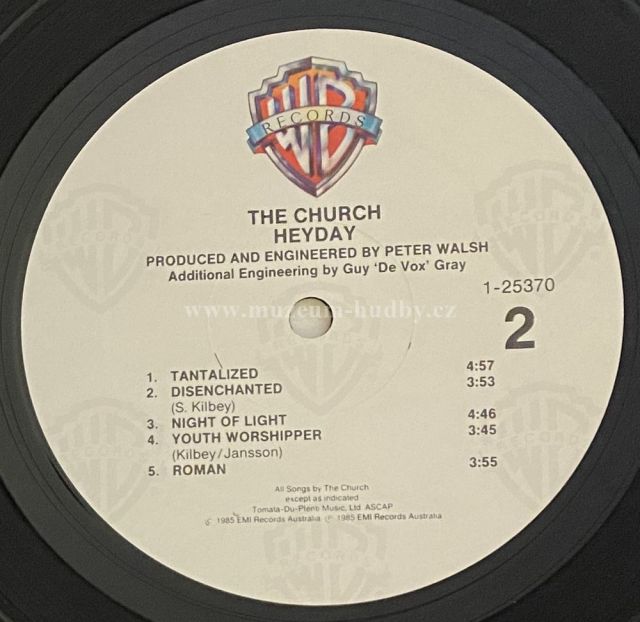 WB
RECORDS
THE CHURCH
HEYDAY
PRODUCED AND ENGINEERED BY PETER WALSH
Additional Engineering by Guy 'De Vox' Gray
1-25370
www.muzeum-hudby.cz
2
1. TANTALIZED 4:57
2. DISENCHANTED 3:53
(S. Kilbey)
3. NIGHT OF LIGHT 4:46
4. YOUTH WORSHIPPER 3:45
(Kilbey/Jansson)
5. ROMAN 3:55
All Songs by The Church
except as indicated
Tomata-Du-Plenti Music, Ltd. ASCAP
© 1985 EMI Records Australia ℗ 1985 EMI Records Australia